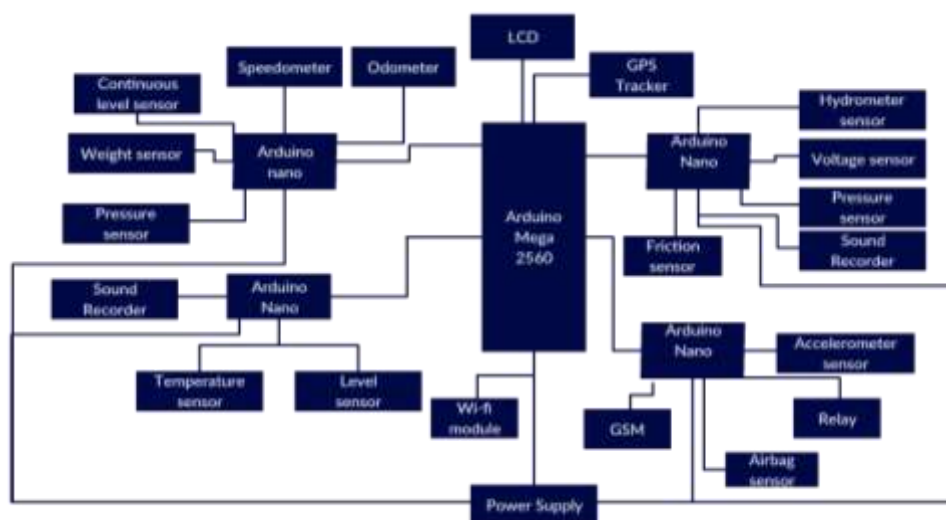 LCD
Speedometer
Odometer
GPS
Tracker
Continuous
level sensor
Hydrometer
sensor
Weight sensor
Arduino
nano
Arduino
Nano
Voltage sensor
Pressure
sensor
Pressure
sensor
Arduino
Mega
2560
Friction
sensor
Sound
Recorder
Sound
Recorder
Arduino
Nano
Arduino
Nano
Accelerometer
sensor
Temperature
sensor
Level
sensor
Wi-fi
module
GSM
Relay
Airbag
sensor
Power Supply